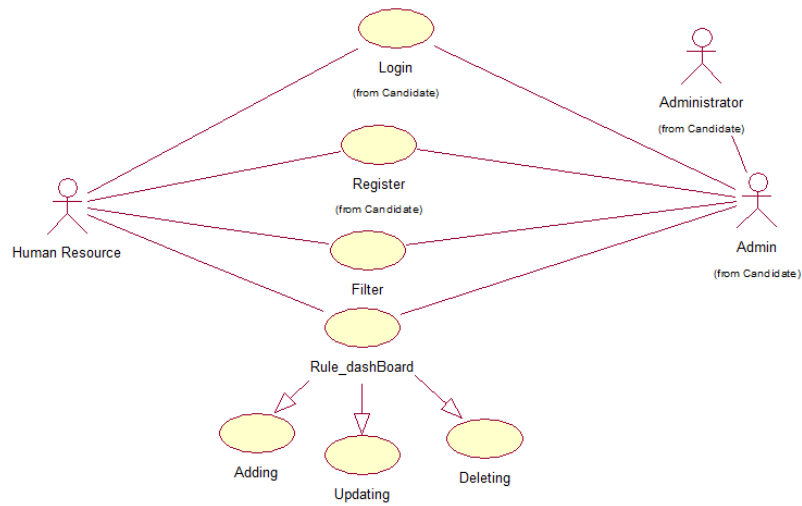 Login
(from Candidate)
Administrator
(from Candidate)
Register
(from Candidate)
Human Resource
Admin
(from Candidate)
Filter
Rule_dashBoard
Adding
Updating
Deleting